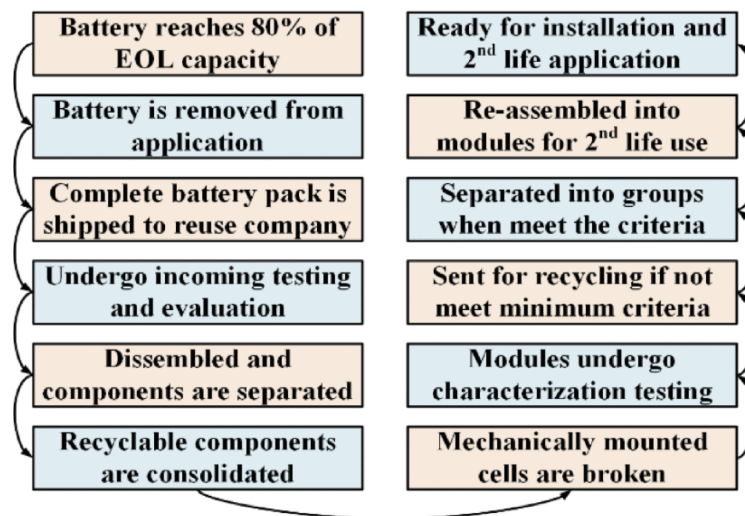 Battery reaches 80% of
EOL capacity
Battery is removed from
application
Complete battery pack is
shipped to reuse company
Undergo incoming testing
and evaluation
Dissembled and
components are separated
Recyclable components
are consolidated
Ready for installation and
2nd life application
Re-assembled into
modules for 2nd life use
Separated into groups
when meet the criteria
Sent for recycling if not
meet minimum criteria
Modules undergo
characterization testing
Mechanically mounted
cells are broken